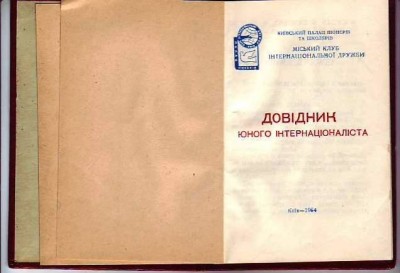 КИЇВСЬКИЙ ПАЛАЦ ПІОНЕРІВ
ТА ШКОЛЯРІВ
МІСЬКИЙ КЛУБ
ІНТЕРНАЦІОНАЛЬНОЇ ДРУЖБИ
ДОВІДНИК
ЮНОГО ІНТЕРНАЦІОНАЛІСТА
Київ—1964